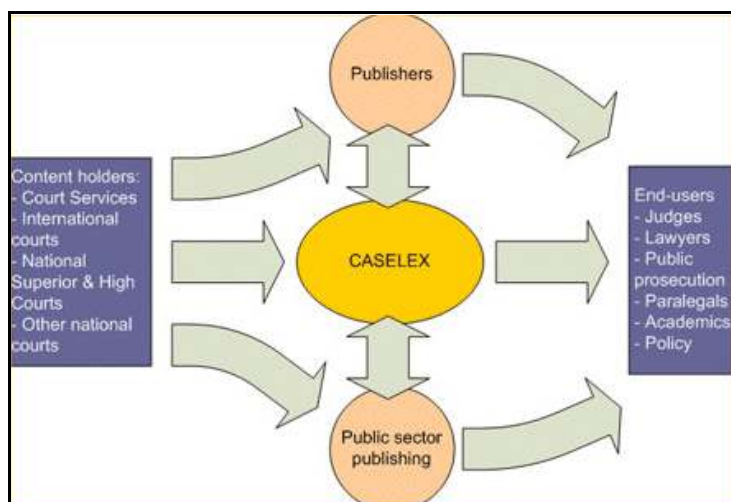 Publishers
Content holders:
- Court Services
- International
courts
- National
Superior & High
Courts
- Other national
courts
CASELEX
End-users
- Judges
- Lawyers
- Public
prosecution
- Paralegals
- Academics
- Policy
Public sector
publishing